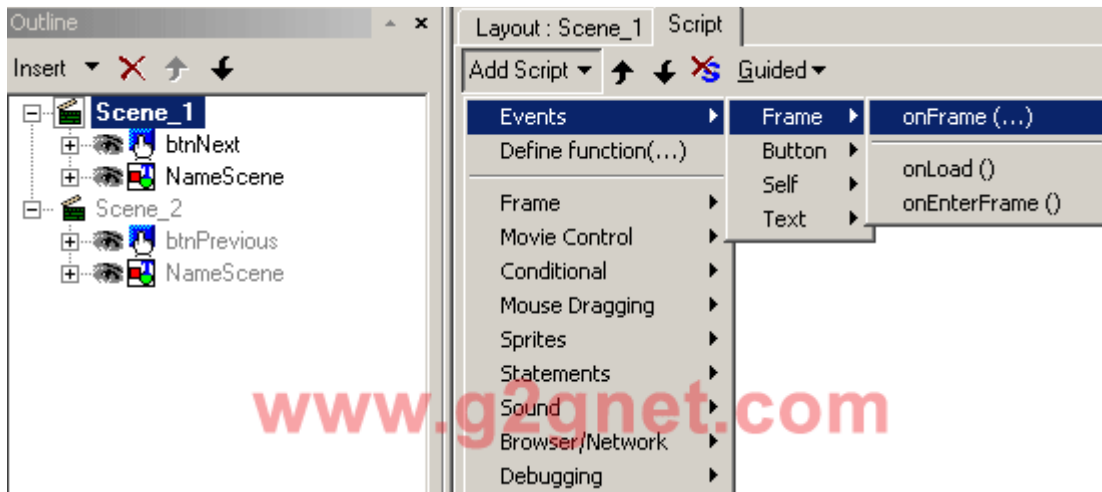 Outline
Insert
Scene_1
btnNext
NameScene
Scene_2
btnPrevious
NameScene
Layout : Scene_1
Script
Add Script
Guided
Events
Define function(...)
Frame
Movie Control
Conditional
Mouse Dragging
Sprites
Statements
Sound
Browser/Network
Debugging
Frame
Button
Self
Text
onFrame (...)
onLoad ()
onEnterFrame ()
www.g2gnet.com